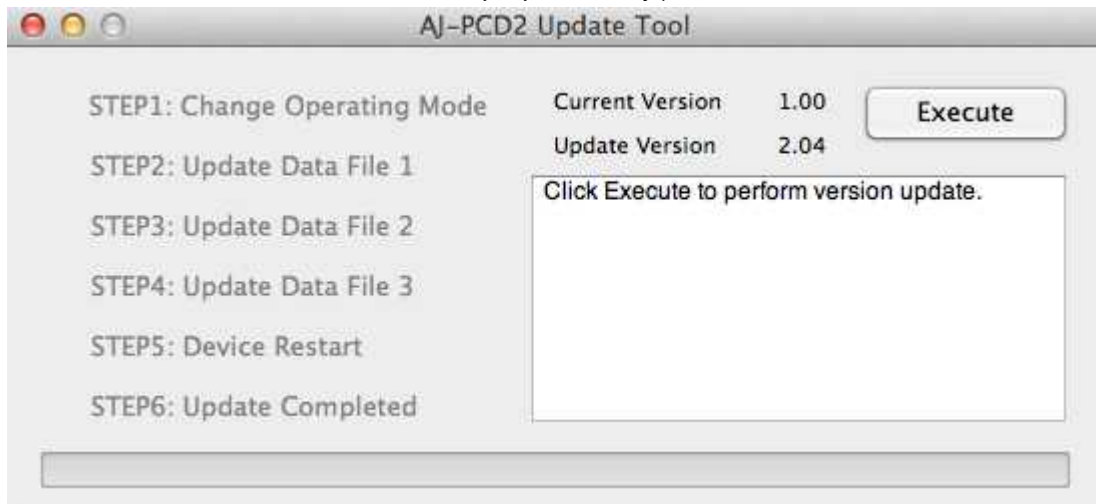 AJ-PCD2 Update Tool
STEP1: Change Operating Mode
STEP2: Update Data File 1
STEP3: Update Data File 2
STEP4: Update Data File 3
STEP5: Device Restart
STEP6: Update Completed
Current Version 1.00
Update Version 2.04
Execute
Click Execute to perform version update.